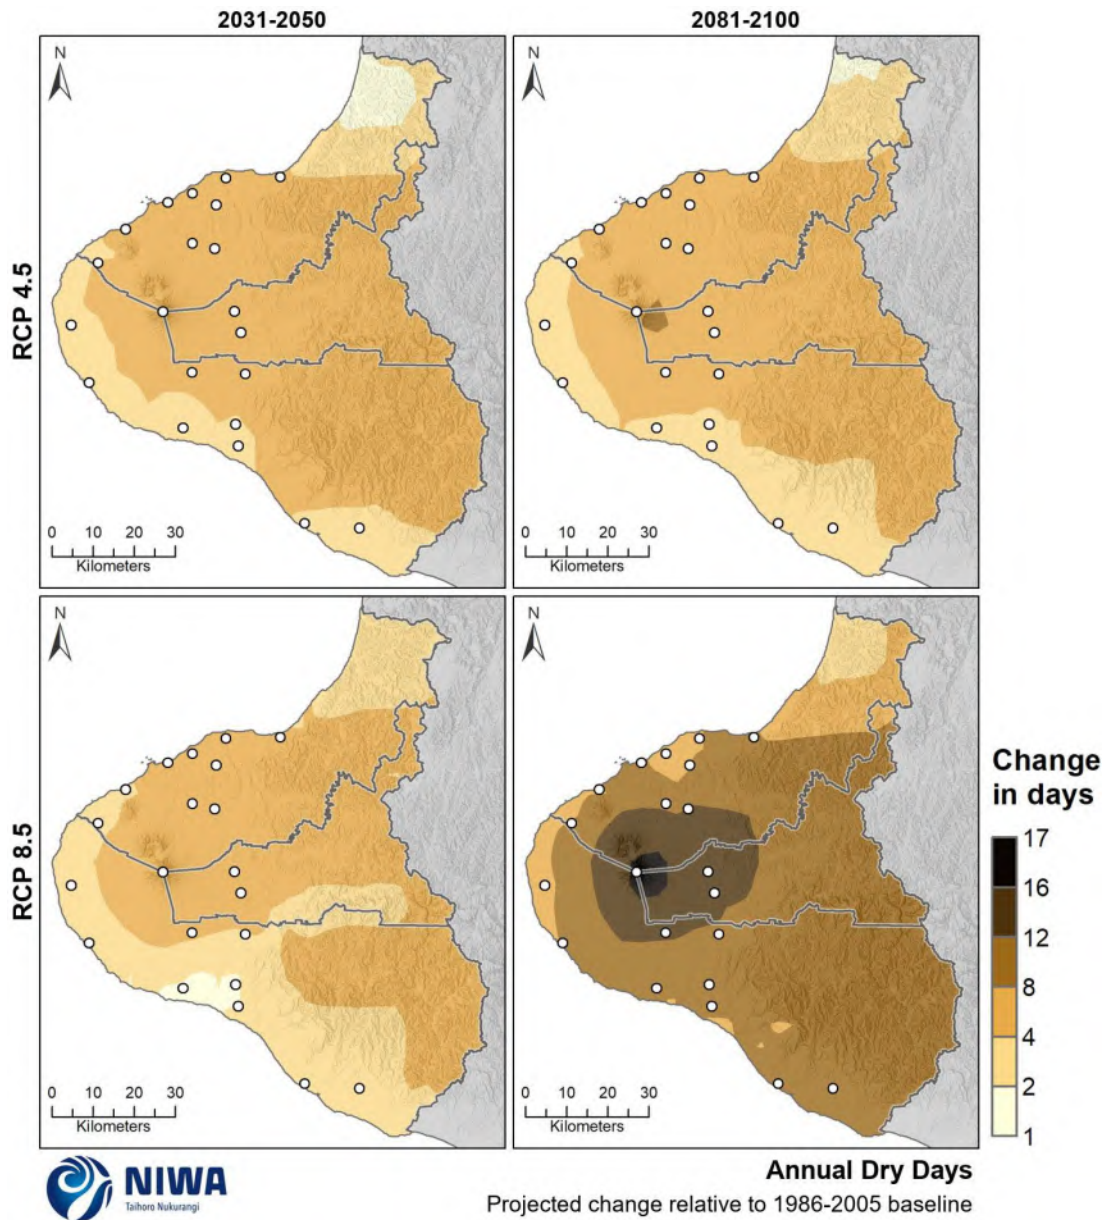 2031-2050
2081-2100
RCP 4.5
N
0 10 20 30
Kilometers
N
0 10 20 30
Kilometers
RCP 8.5
N
0 10 20 30
Kilometers
N
0 10 20 30
Kilometers
Change
in days
17
16
12
8
4
2
1
NIWA
Taihoro Nukurangi
Annual Dry Days
Projected change relative to 1986-2005 baseline